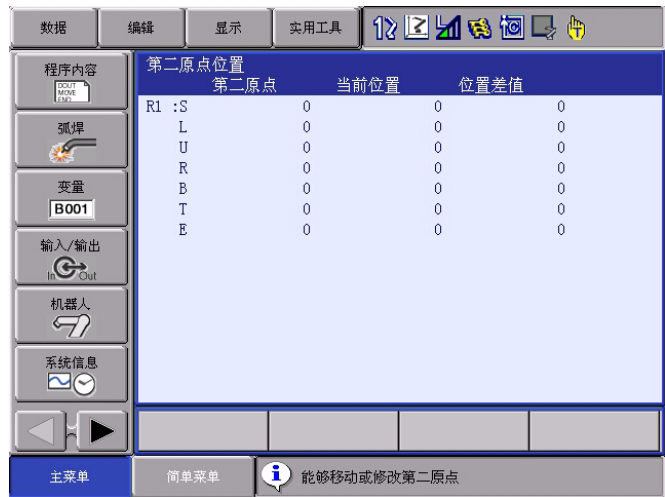 数据 编辑 显示 实用工具
程序内容
DOUT
MOVE
END
弧焊
变量
B001
输入/输出
In Out
机器人
系统信息
第二原点位置
第二原点 当前位置 位置差值
R1 :S 0 0 0
L 0 0 0
U 0 0 0
R 0 0 0
B 0 0 0
T 0 0 0
E 0 0 0
主菜单 简单菜单 能够移动或修改第二原点